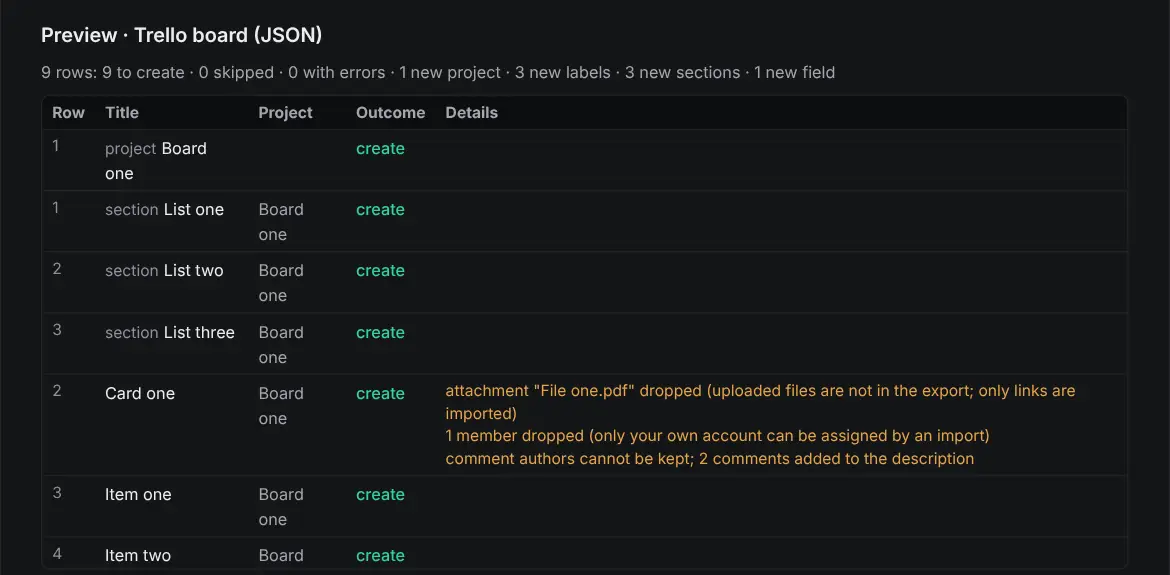 Preview · Trello board (JSON)
9 rows: 9 to create · 0 skipped · 0 with errors · 1 new project · 3 new labels · 3 new sections · 1 new field
Row Title Project Outcome Details
1 project Board one create
1 section List one Board one create
2 section List two Board one create
3 section List three Board one create
2 Card one Board one create attachment "File one.pdf" dropped (uploaded files are not in the export; only links are
imported)
1 member dropped (only your own account can be assigned by an import)
comment authors cannot be kept; 2 comments added to the description
3 Item one Board one create
4 Item two Board create